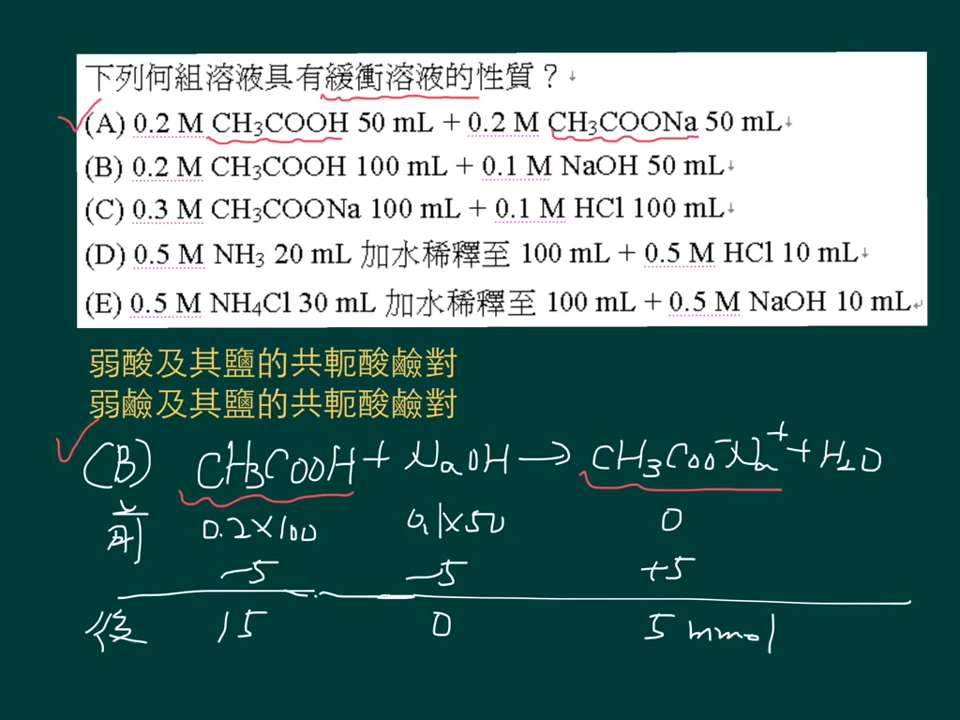 下列何組溶液具有緩衝溶液的性質？
(A) 0.2 M CH₃COOH 50 mL + 0.2 M CH₃COONa 50 mL
(B) 0.2 M CH₃COOH 100 mL + 0.1 M NaOH 50 mL
(C) 0.3 M CH₃COONa 100 mL + 0.1 M HCl 100 mL
(D) 0.5 M NH₃ 20 mL 加水稀釋至 100 mL + 0.5 M HCl 10 mL
(E) 0.5 M NH₄Cl 30 mL 加水稀釋至 100 mL + 0.5 M NaOH 10 mL
弱酸及其鹽的共軛酸鹼對
弱鹼及其鹽的共軛酸鹼對
(B) CH₃COOH + NaOH → CH₃COO⁻Na⁺ + H₂O
前 0.2×100 0.1×50 0
-5 -5 +5
後 15 0 5 mmol